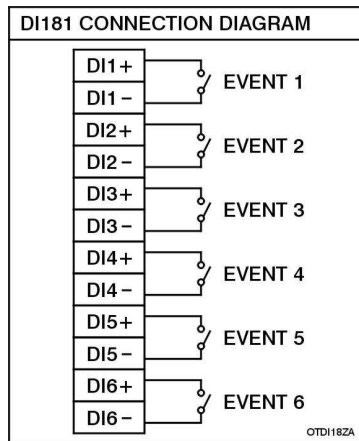 DI181 CONNECTION DIAGRAM
DI1+
DI1-
EVENT 1
DI2+
DI2-
EVENT 2
DI3+
DI3-
EVENT 3
DI4+
DI4-
EVENT 4
DI5+
DI5-
EVENT 5
DI6+
DI6-
EVENT 6
OTDI18ZA